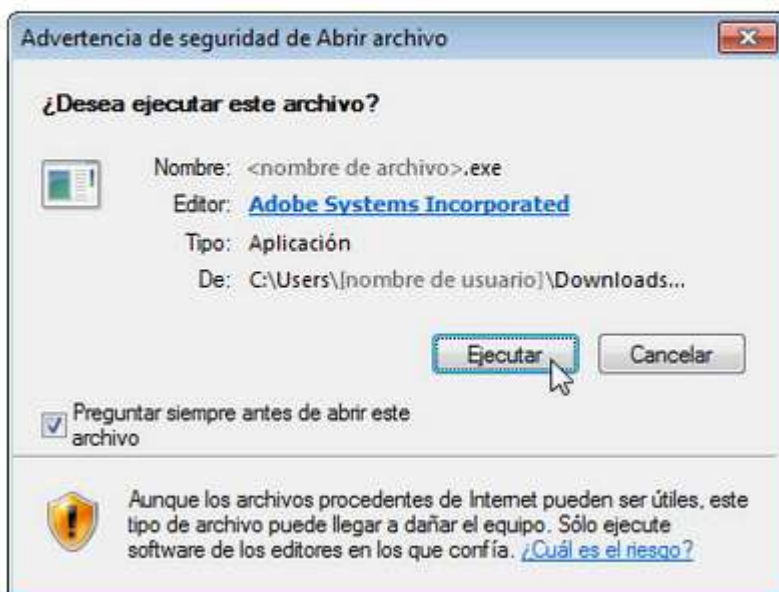 Advertencia de seguridad de Abrir archivo
¿Desea ejecutar este archivo?
Nombre: <nombre de archivo>.exe
Editor: Adobe Systems Incorporated
Tipo: Aplicación
De: C:\Users\[nombre de usuario]\Downloads...
Ejecutar Cancelar
Preguntar siempre antes de abrir este
archivo
Aunque los archivos procedentes de Internet pueden ser útiles, este
tipo de archivo puede llegar a dañar el equipo. Sólo ejecute
software de los editores en los que confía. ¿Cuál es el riesgo?